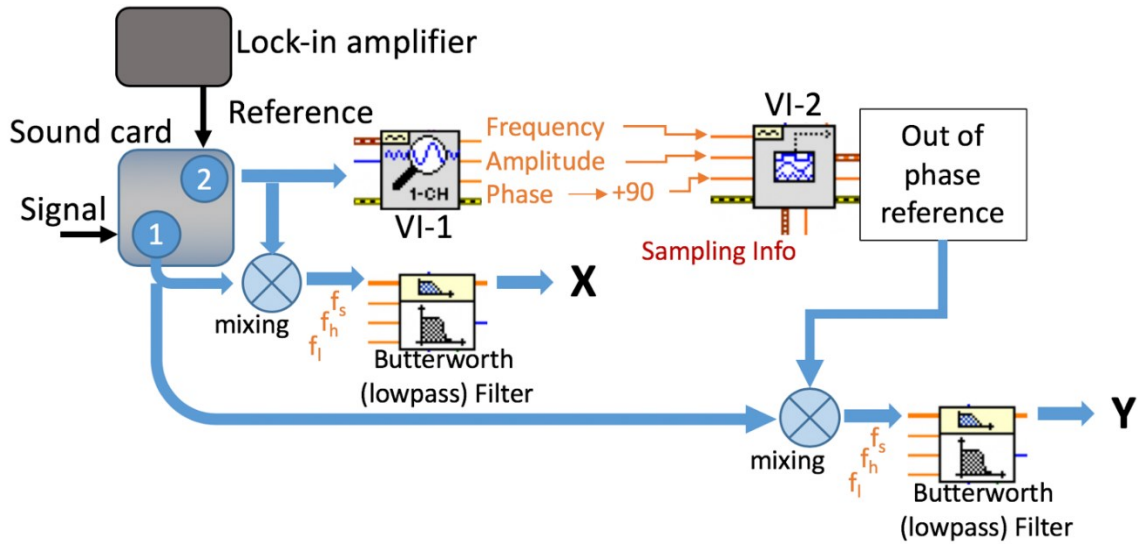 Lock-in amplifier
Reference
Sound card
2
Signal
1
1-CH
VI-1
Frequency
Amplitude
Phase
+90
VI-2
Sampling Info
Out of
phase
reference
mixing
fs
fh
fl
X
Butterworth
(lowpass) Filter
mixing
fs
fh
fl
Y
Butterworth
(lowpass) Filter